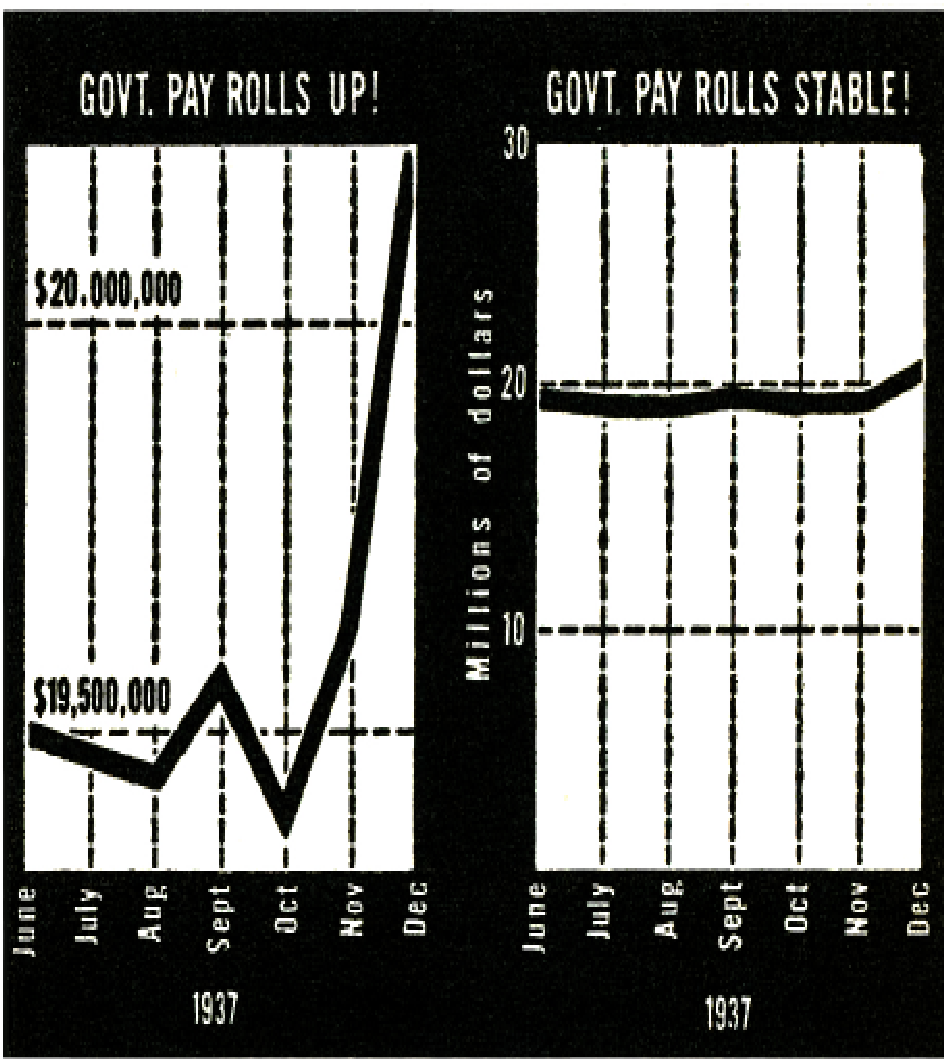 GOVT. PAY ROLLS UP!
$20.000,000
$19,500,000
June July Aug Sept Oct Nov Dec
1937
GOVT. PAY ROLLS STABLE!
Millions of dollars
30
20
10
June July Aug Sept Oct Nov Dec
1937